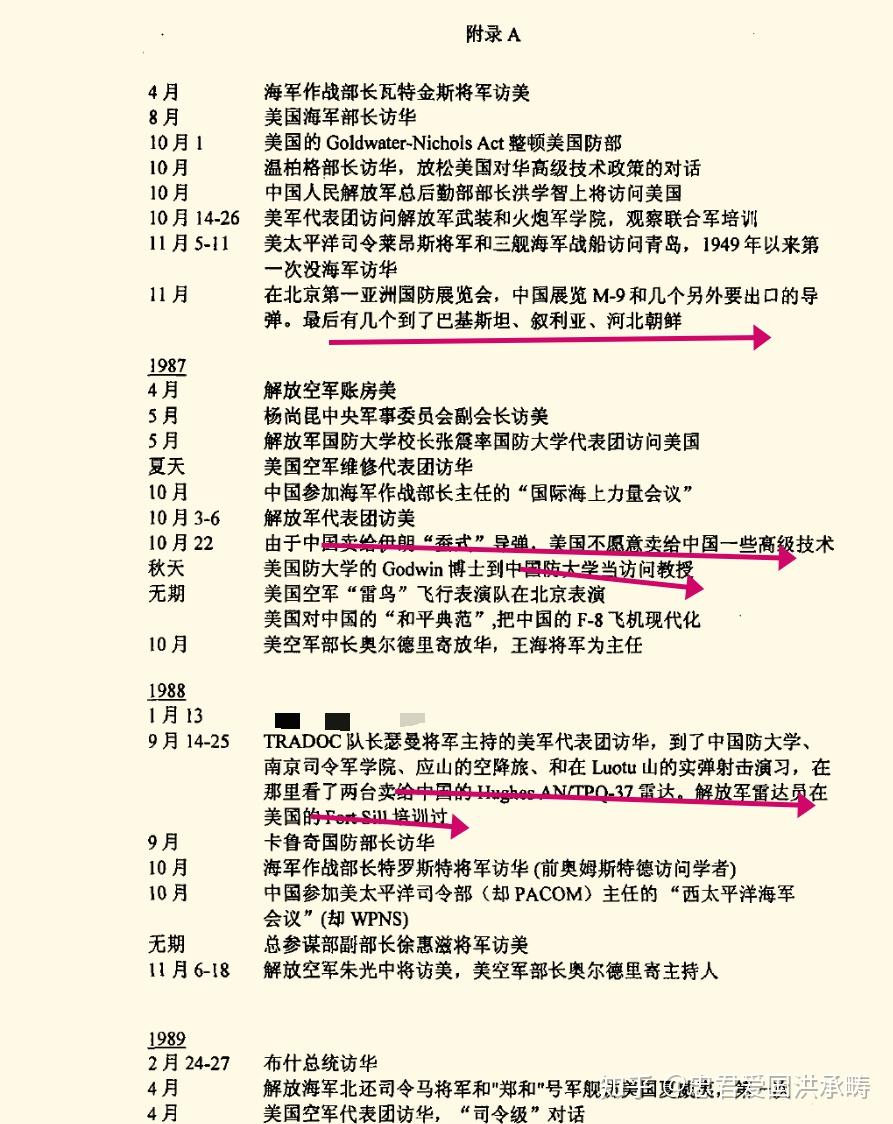 附录 A
4 月 海军作战部长瓦特金斯将军访美
8 月 美国海军部长访华
10 月 1 美国的 Goldwater-Nichols Act 整顿美国防部
10 月 温柏格部长访华，放松美国对华高级技术政策的对话
10 月 中国人民解放军总后勤部部长洪学智上将访问美国
10 月 14-26 美军代表团访问解放军武装和火炮军学院，观察联合军培训
11 月 5-11 美太平洋司令莱昂斯将军和三舰海军战船访问青岛，1949 年以来第
一次没海军访华
11 月 在北京第一亚洲国防展览会，中国展览 M-9 和几个另外要出口的导
弹。最后有几个到了巴基斯坦、叙利亚、河北朝鲜
1987
4 月 解放空军账房美
5 月 杨尚昆中央军事委员会副会长访美
5 月 解放军国防大学校长张震率国防大学代表团访问美国
夏天 美国空军维修代表团访华
10 月 中国参加海军作战部长主任的“国际海上力量会议”
10 月 3-6 解放军代表团访美
10 月 22 由于中国卖给伊朗“蚕式”导弹，美国不愿意卖给中国一些高级技术
秋天 美国防大学的 Godwin 博士到中国防大学当访问教授
无期 美国空军“雷鸟”飞行表演队在北京表演
美国对中国的“和平典范”,把中国的 F-8 飞机现代化
10 月 美空军部长奥尔德里寄放华，王海将军为主任
1988
1 月 13
9 月 14-25 TRADOC 队长瑟曼将军主持的美军代表团访华，到了中国防大学、
南京司令军学院、应山的空降旅、和在 Luotu 山的实弹射击演习，在
那里看了两台卖给中国的 Hughes AN/TPQ-37 雷达。解放军雷达员在
美国的 Fort Sill 培训过
9 月 卡鲁奇国防部长访华
10 月 海军作战部长特罗斯特将军访华 (前奥姆斯特德访问学者)
10 月 中国参加美太平洋司令部（却 PACOM）主任的 “西太平洋海军
会议”(却 WPNS)
无期 总参谋部副部长徐惠滋将军访美
11 月 6-18 解放空军朱光中将访美，美空军部长奥尔德里寄主持人
1989
2 月 24-27 布什总统访华
4 月 解放海军北还司令马将军和"郑和"号军舰访美国夏威夷，第一次
4 月 美国空军代表团访华，“司令级”对话
知乎 @忠君爱国洪承畴